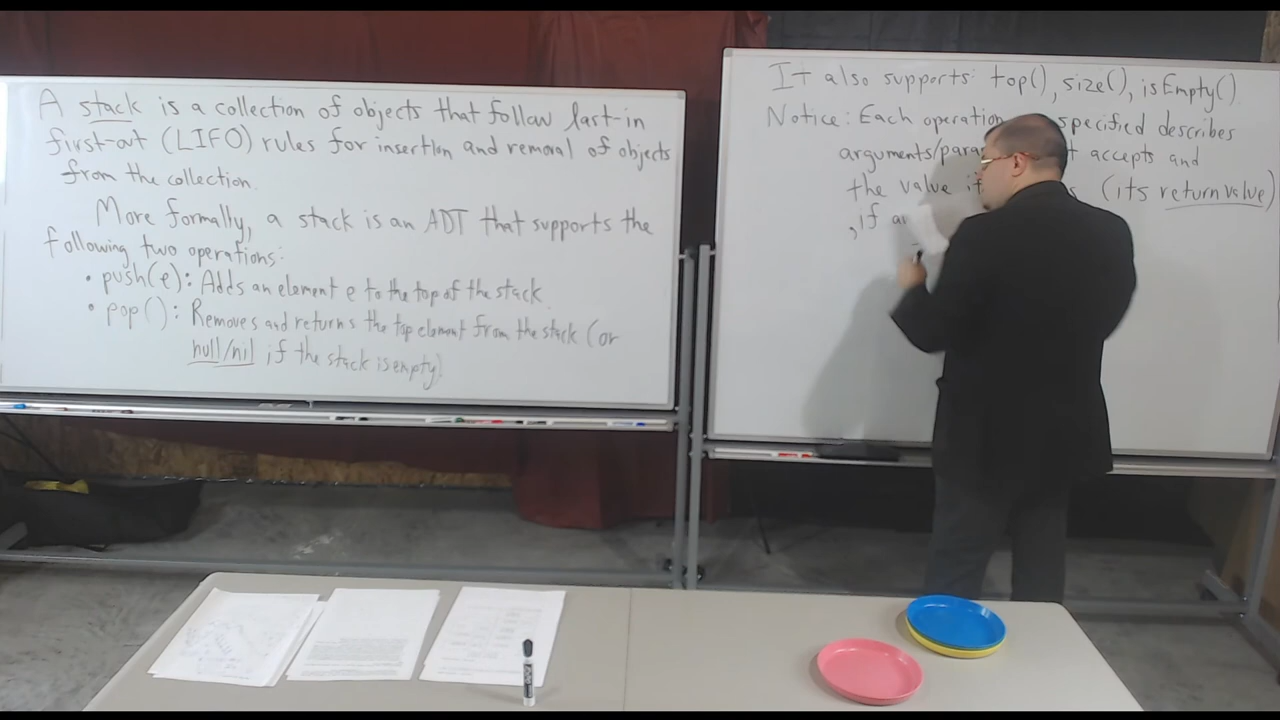 A stack is a collection of objects that follow last-in
first-out (LIFO) rules for insertion and removal of objects
from the collection.
More formally, a stack is an ADT that supports the
following two operations:
• push(e): Adds an element e to the top of the stack.
• pop(): Removes and returns the top element from the stack (or
null/nil if the stack is empty)
It also supports: top(), size(), isEmpty().
Notice: Each operation specified describes
arguments/para t accepts and
the value it s (its return value)
, if a